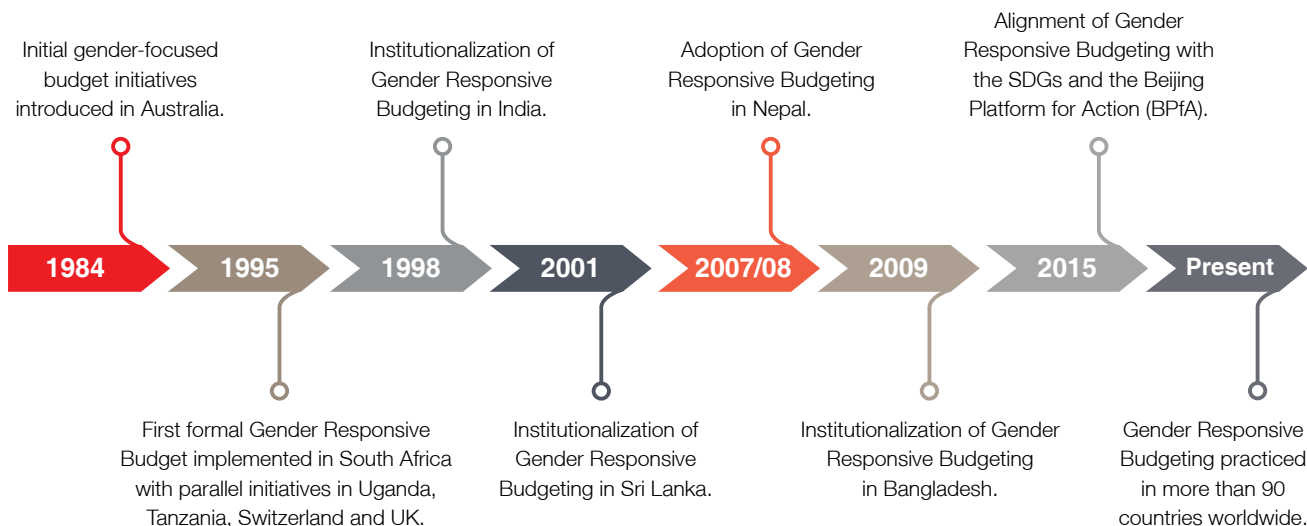 Initial gender-focused
budget initiatives
introduced in Australia.
Institutionalization of
Gender Responsive
Budgeting in India.
Adoption of Gender
Responsive Budgeting
in Nepal.
Alignment of Gender
Responsive Budgeting with
the SDGs and the Beijing
Platform for Action (BPfA).
1984
1995
1998
2001
2007/08
2009
2015
Present
First formal Gender Responsive
Budget implemented in South Africa
with parallel initiatives in Uganda,
Tanzania, Switzerland and UK.
Institutionalization of
Gender Responsive
Budgeting in Sri Lanka.
Institutionalization of Gender
Responsive Budgeting
in Bangladesh.
Gender Responsive
Budgeting practiced
in more than 90
countries worldwide.